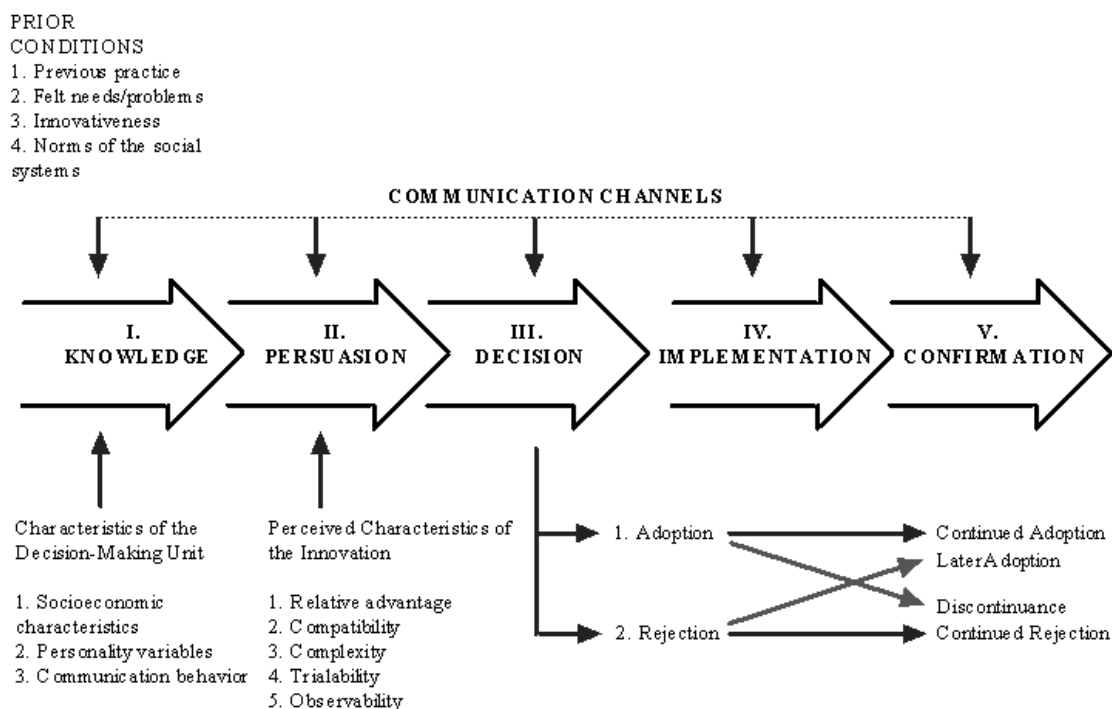 PRIOR
CONDITIONS
1. Previous practice
2. Felt needs/problems
3. Innovativeness
4. Norms of the social
systems
COMMUNICATION CHANNELS
I.
KNOWLEDGE
II.
PERSUASION
III.
DECISION
IV.
IMPLEMENTATION
V.
CONFIRMATION
Characteristics of the
Decision-Making Unit
1. Socioeconomic
characteristics
2. Personality variables
3. Communication behavior
Perceived Characteristics of
the Innovation
1. Relative advantage
2. Compatibility
3. Complexity
4. Trialability
5. Observability
1. Adoption
2. Rejection
Continued Adoption
Later Adoption
Discontinuance
Continued Rejection